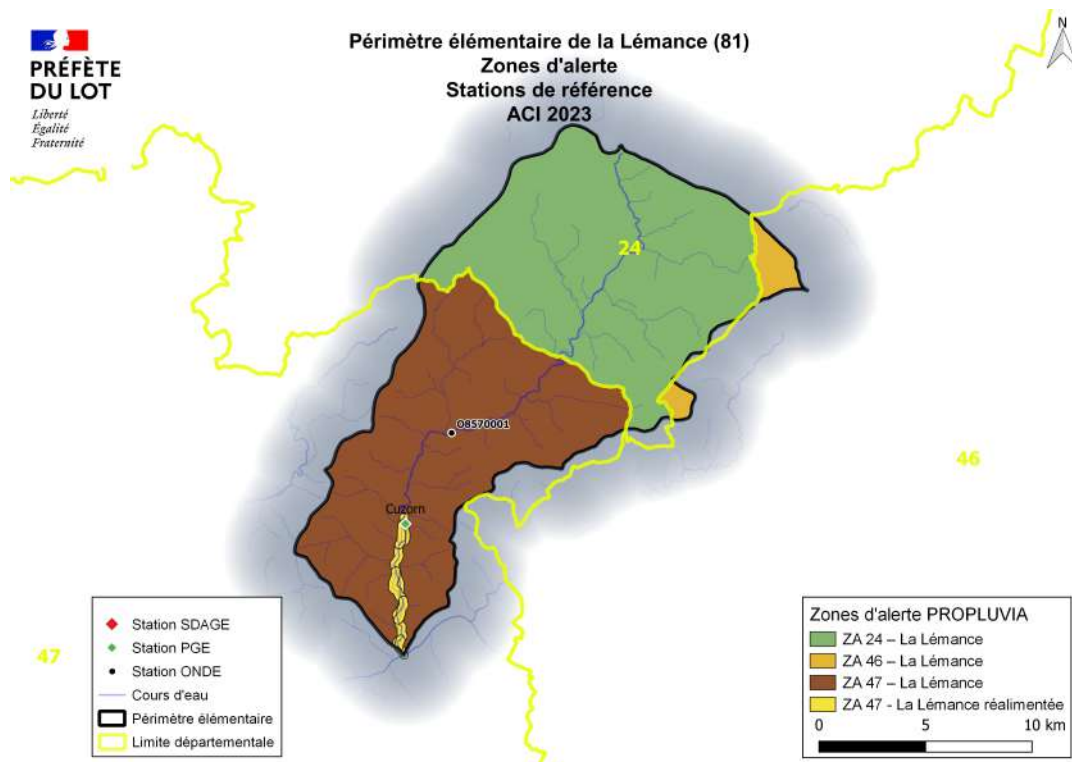 PRÉFÈTE
DU LOT
Liberté
Égalité
Fraternité
Périmètre élémentaire de la Lémance (81)
Zones d'alerte
Stations de référence
ACI 2023
N
24
O8570001
46
Cuzorn
47
Station SDAGE
Station PGE
Station ONDE
Cours d'eau
Périmètre élémentaire
Limite départementale
Zones d'alerte PROPLUVIA
ZA 24 – La Lémance
ZA 46 – La Lémance
ZA 47 – La Lémance
ZA 47 - La Lémance réalimentée
0 5 10 km